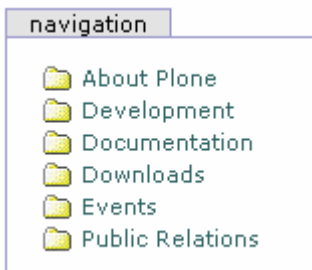 navigation
About Plone
Development
Documentation
Downloads
Events
Public Relations